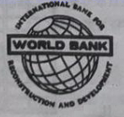 INTERNATIONAL BANK FOR
WORLD BANK
RECONSTRUCTION AND DEVELOPMENT